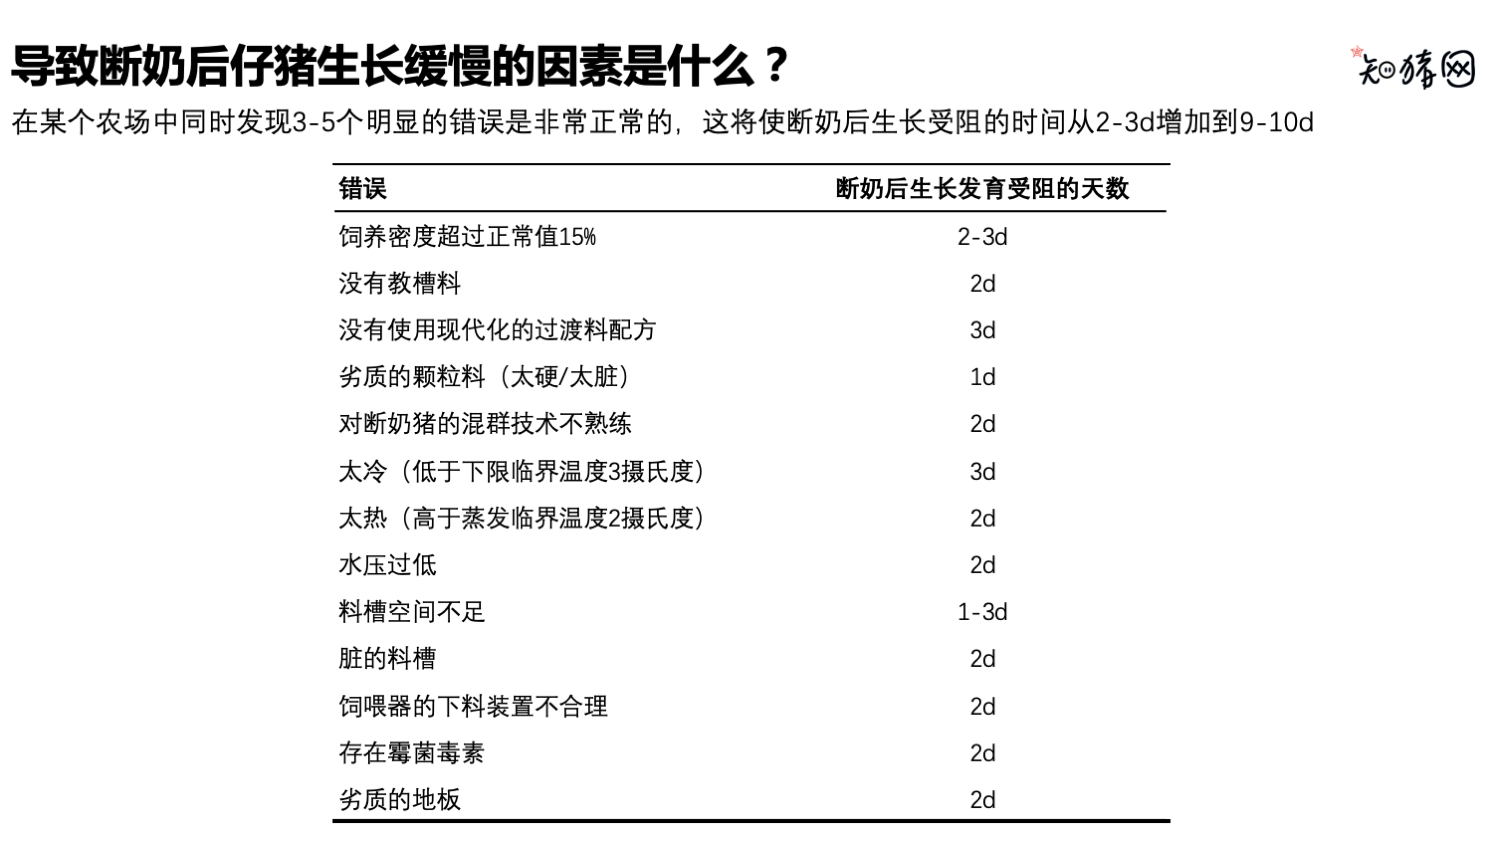 导致断奶后仔猪生长缓慢的因素是什么？
知猪网
在某个农场中同时发现3-5个明显的错误是非常正常的，这将使断奶后生长受阻的时间从2-3d增加到9-10d
错误 断奶后生长发育受阻的天数
饲养密度超过正常值15% 2-3d
没有教槽料 2d
没有使用现代化的过渡料配方 3d
劣质的颗粒料（太硬/太脏） 1d
对断奶猪的混群技术不熟练 2d
太冷（低于下限临界温度3摄氏度） 3d
太热（高于蒸发临界温度2摄氏度） 2d
水压过低 2d
料槽空间不足 1-3d
脏的料槽 2d
饲喂器的下料装置不合理 2d
存在霉菌毒素 2d
劣质的地板 2d